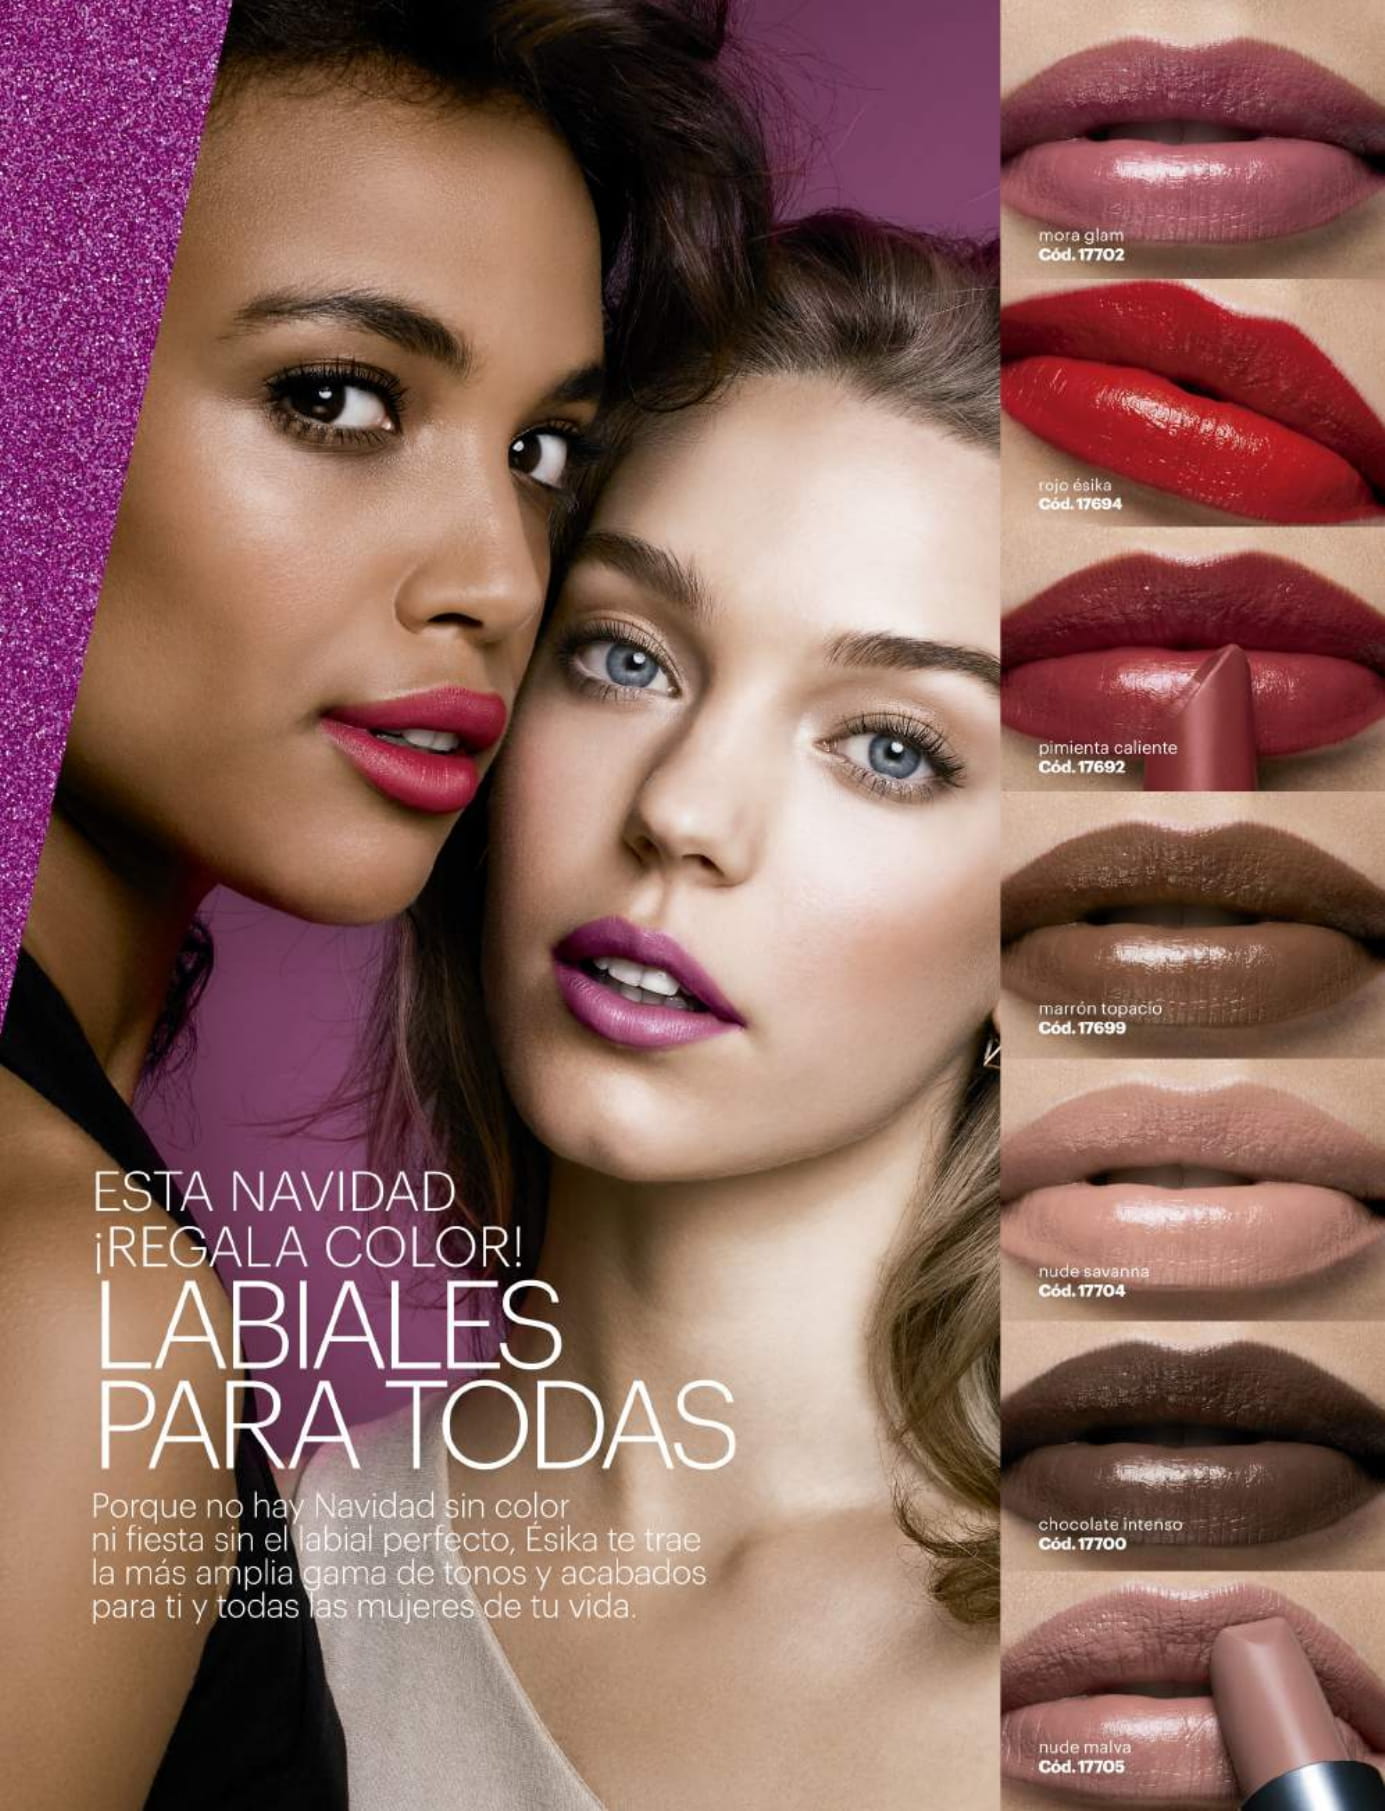 mora glam
Cód. 17702
rojo ésika
Cód. 17694
pimienta caliente
Cód. 17692
marrón topacio
Cód. 17699
nude savanna
Cód. 17704
chocolate intenso
Cód. 17700
nude malva
Cód. 17705
ESTA NAVIDAD
¡REGALA COLOR!
LABIALES
PARA TODAS
Porque no hay Navidad sin color
ni fiesta sin el labial perfecto, Ésika te trae
la más amplia gama de tonos y acabados
para ti y todas las mujeres de tu vida.